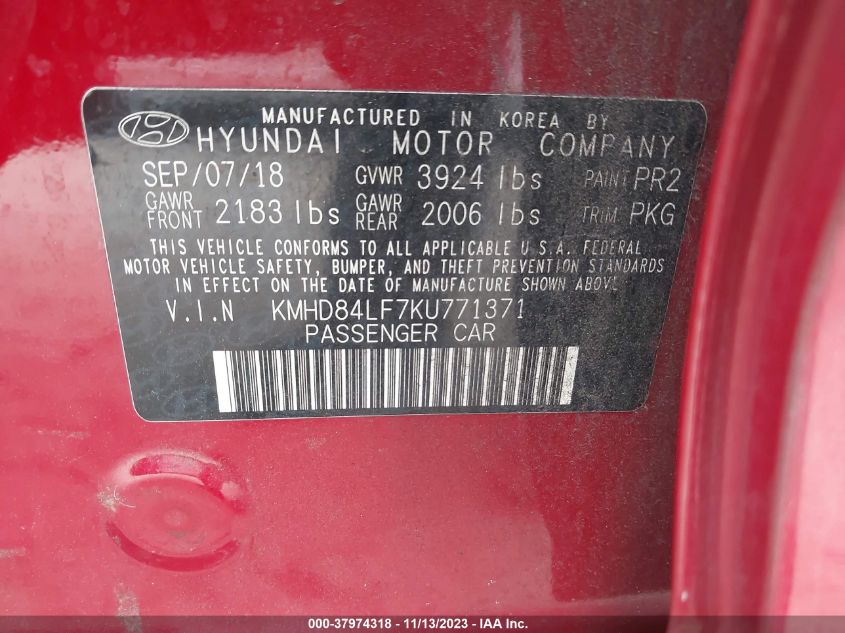 MANUFACTURED IN KOREA BY
HYUNDAI MOTOR COMPANY
SEP/07/18 GVWR 3924 lbs PAINT PR2
GAWR FRONT 2183 lbs GAWR REAR 2006 lbs TRIM PKG
THIS VEHICLE CONFORMS TO ALL APPLICABLE U.S.A. FEDERAL
MOTOR VEHICLE SAFETY, BUMPER, AND THEFT PREVENTION STANDARDS
IN EFFECT ON THE DATE OF MANUFACTURE SHOWN ABOVE
V.I.N KMHD84LF7KU771371
PASSENGER CAR
000-37974318 - 11/13/2023 - IAA Inc.